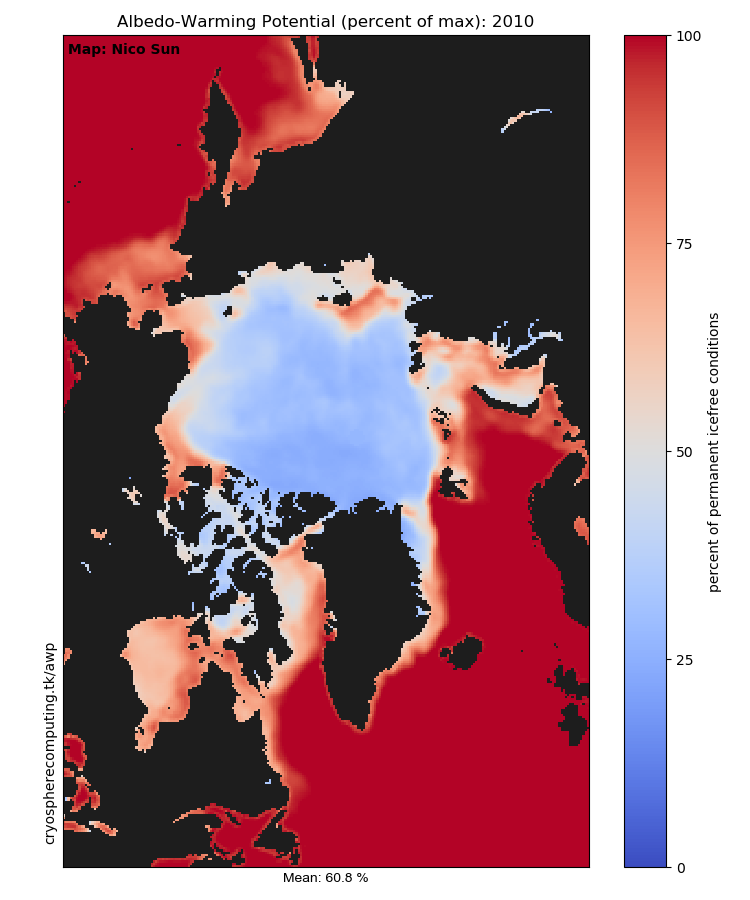 Albedo-Warming Potential (percent of max): 2010
Map: Nico Sun
100
75
50
25
0
percent of permanent icefree conditions
cryospherecomputing.tk/awp
Mean: 60.8 %